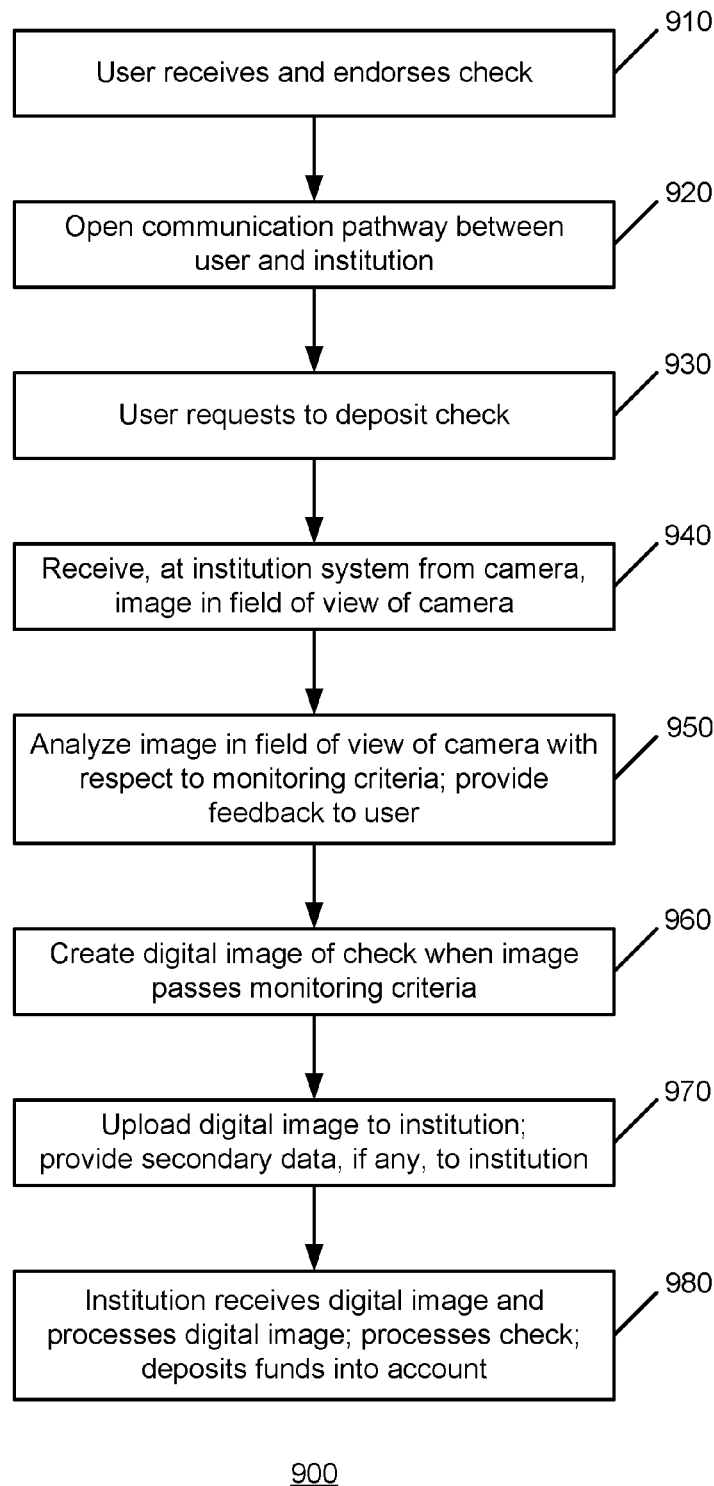 910
User receives and endorses check
920
Open communication pathway between
user and institution
930
User requests to deposit check
940
Receive, at institution system from camera,
image in field of view of camera
950
Analyze image in field of view of camera with
respect to monitoring criteria; provide
feedback to user
960
Create digital image of check when image
passes monitoring criteria
970
Upload digital image to institution;
provide secondary data, if any, to institution
980
Institution receives digital image and
processes digital image; processes check;
deposits funds into account
900